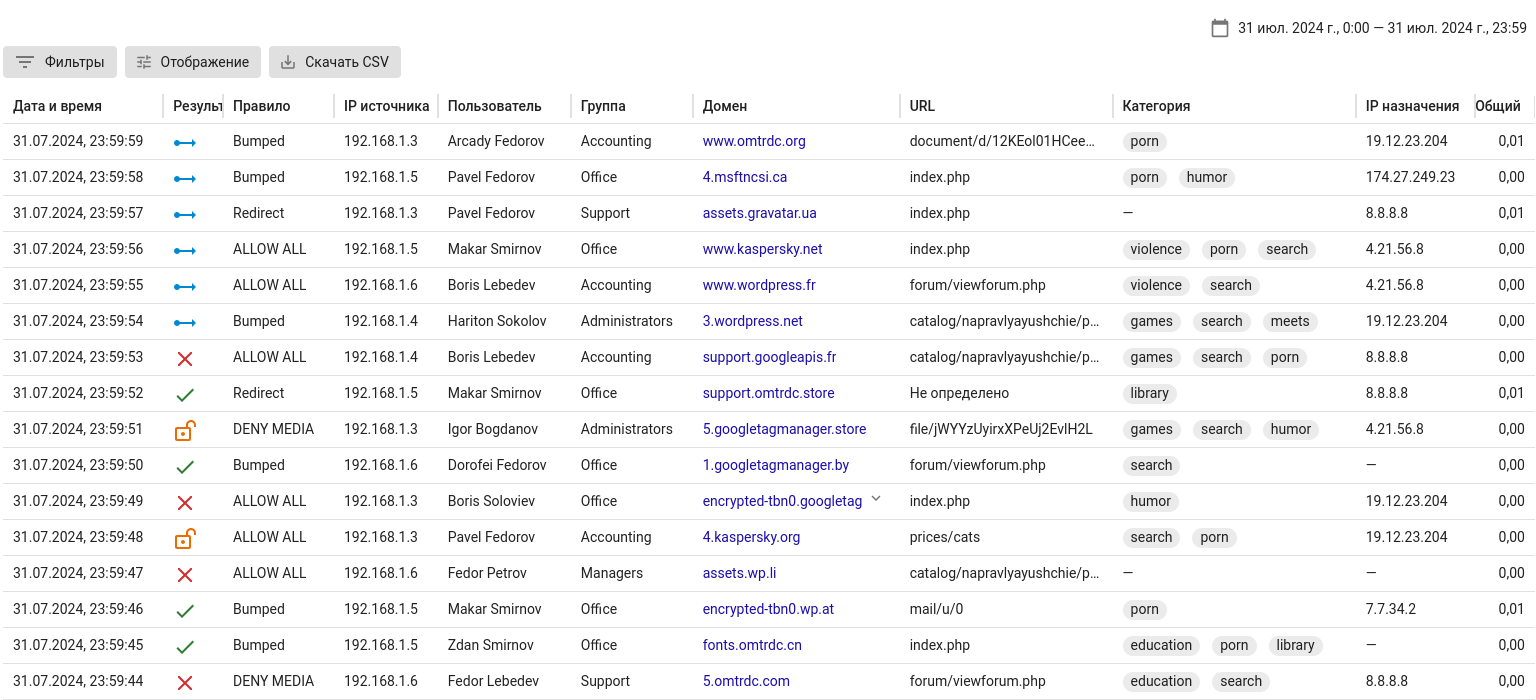 31 июл. 2024 г., 0:00 — 31 июл. 2024 г., 23:59
Фильтры Отображение Скачать CSV
Дата и время Резулы Правило IP источника Пользователь Группа Домен URL Категория IP назначения Общий
31.07.2024, 23:59:59 Bumped 192.168.1.3 Arcady Fedorov Accounting www.omtrdc.org document/d/12KEol01HCee… porn 19.12.23.204 0,01
31.07.2024, 23:59:58 Bumped 192.168.1.5 Pavel Fedorov Office 4.msftncsi.ca index.php porn humor 174.27.249.23 0,00
31.07.2024, 23:59:57 Redirect 192.168.1.3 Pavel Fedorov Support assets.gravatar.ua index.php — 8.8.8.8 0,01
31.07.2024, 23:59:56 ALLOW ALL 192.168.1.5 Makar Smirnov Office www.kaspersky.net index.php violence porn search 4.21.56.8 0,00
31.07.2024, 23:59:55 ALLOW ALL 192.168.1.6 Boris Lebedev Accounting www.wordpress.fr forum/viewforum.php violence search 4.21.56.8 0,00
31.07.2024, 23:59:54 Bumped 192.168.1.4 Hariton Sokolov Administrators 3.wordpress.net catalog/napravlyayushchie/p… games search meets 19.12.23.204 0,00
31.07.2024, 23:59:53 ALLOW ALL 192.168.1.4 Boris Lebedev Accounting support.googleapis.fr catalog/napravlyayushchie/p… games search porn 8.8.8.8 0,00
31.07.2024, 23:59:52 Redirect 192.168.1.5 Makar Smirnov Office support.omtrdc.store Не определено library 8.8.8.8 0,01
31.07.2024, 23:59:51 DENY MEDIA 192.168.1.3 Igor Bogdanov Administrators 5.googletagmanager.store file/jWYYzUyirxXPeUj2EvIH2L games search humor 4.21.56.8 0,00
31.07.2024, 23:59:50 Bumped 192.168.1.6 Dorofei Fedorov Office 1.googletagmanager.by forum/viewforum.php search — 0,00
31.07.2024, 23:59:49 ALLOW ALL 192.168.1.3 Boris Soloviev Office encrypted-tbn0.googletag index.php humor 19.12.23.204 0,00
31.07.2024, 23:59:48 ALLOW ALL 192.168.1.3 Pavel Fedorov Accounting 4.kaspersky.org prices/cats search porn 19.12.23.204 0,00
31.07.2024, 23:59:47 ALLOW ALL 192.168.1.6 Fedor Petrov Managers assets.wp.li catalog/napravlyayushchie/p… — — 0,00
31.07.2024, 23:59:46 Bumped 192.168.1.5 Makar Smirnov Office encrypted-tbn0.wp.at mail/u/0 porn 7.7.34.2 0,01
31.07.2024, 23:59:45 Bumped 192.168.1.5 Zdan Smirnov Office fonts.omtrdc.cn index.php education porn library — 0,00
31.07.2024, 23:59:44 DENY MEDIA 192.168.1.6 Fedor Lebedev Support 5.omtrdc.com forum/viewforum.php education search 8.8.8.8 0,00